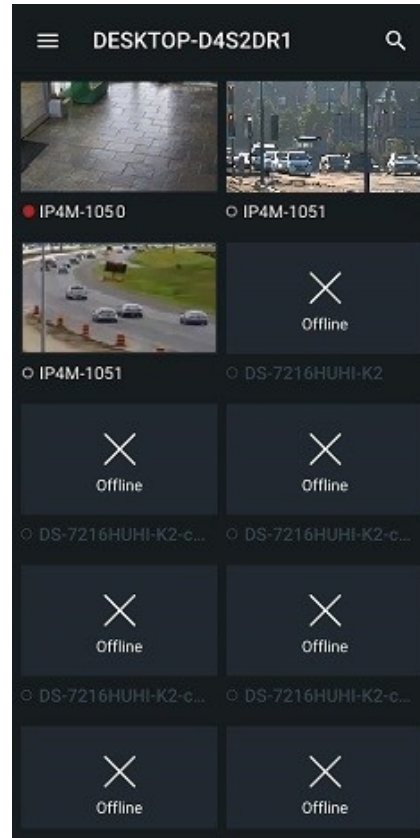 DESKTOP-D4S2DR1
IP4M-1050
IP4M-1051
IP4M-1051
Offline
DS-7216HUHI-K2
Offline
Offline
DS-7216HUHI-K2-c...
DS-7216HUHI-K2-c...
Offline
Offline
DS-7216HUHI-K2-c...
DS-7216HUHI-K2-c...
Offline
Offline